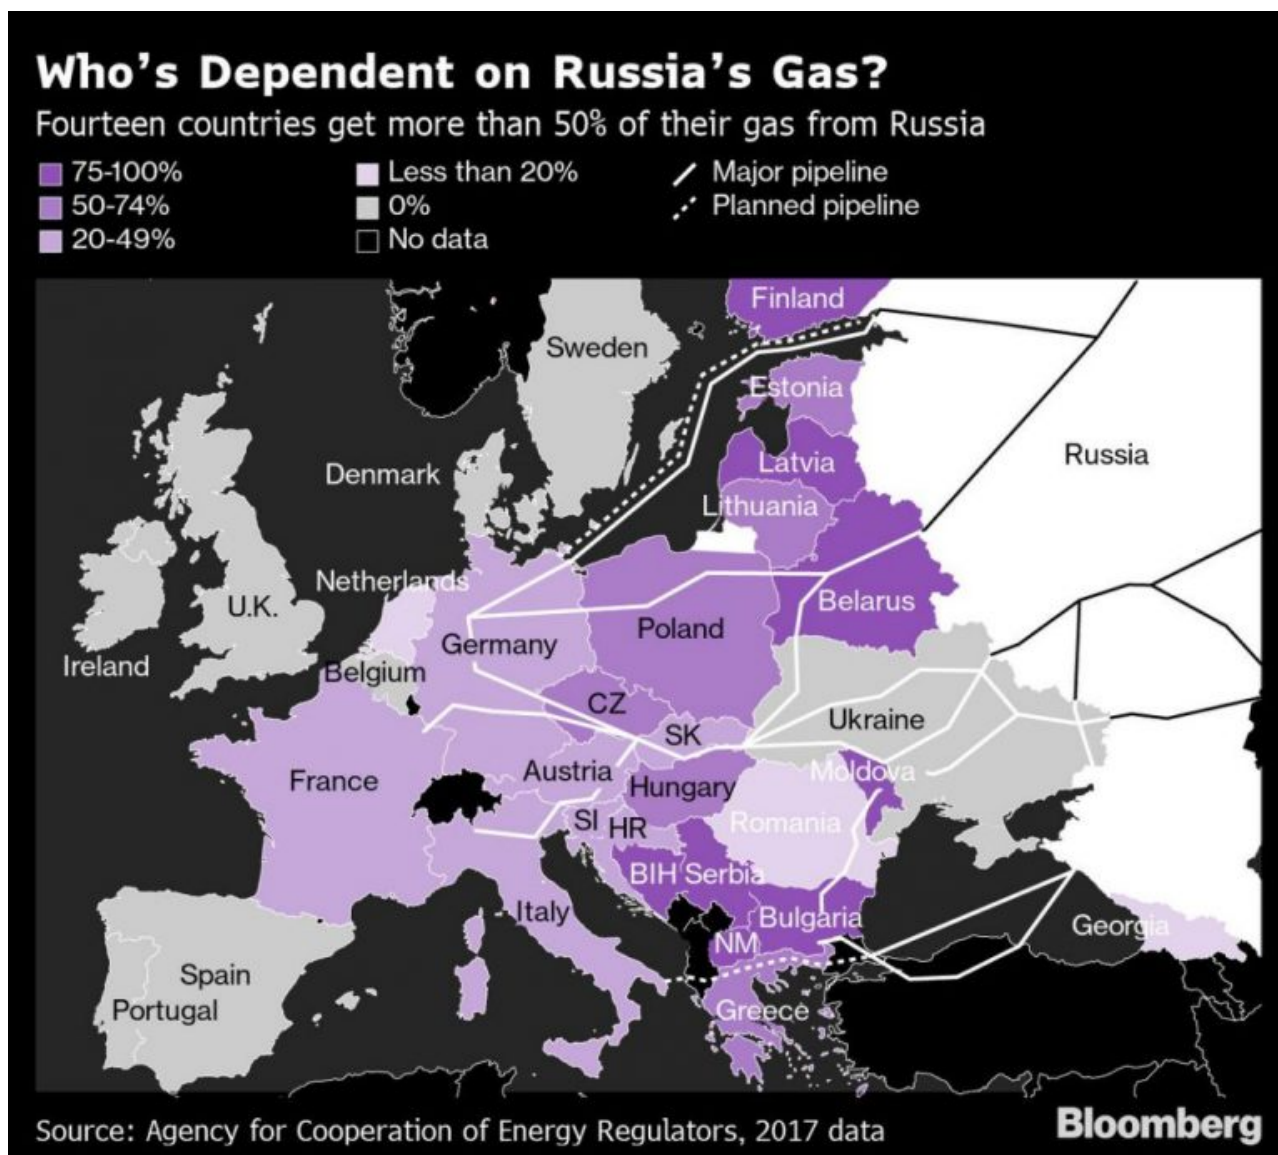 Who's Dependent on Russia's Gas?
Fourteen countries get more than 50% of their gas from Russia
75-100%
50-74%
20-49%
Less than 20%
0%
No data
Major pipeline
Planned pipeline
Finland
Sweden
Estonia
Russia
Latvia
Denmark
Lithuania
Netherlands
U.K.
Belarus
Poland
Germany
Ireland
Belgium
CZ
Ukraine
SK
Austria
Moldova
France
Hungary
SI
HR
Romania
BIH
Serbia
Italy
Bulgaria
Georgia
NM
Spain
Portugal
Greece
Source: Agency for Cooperation of Energy Regulators, 2017 data
Bloomberg